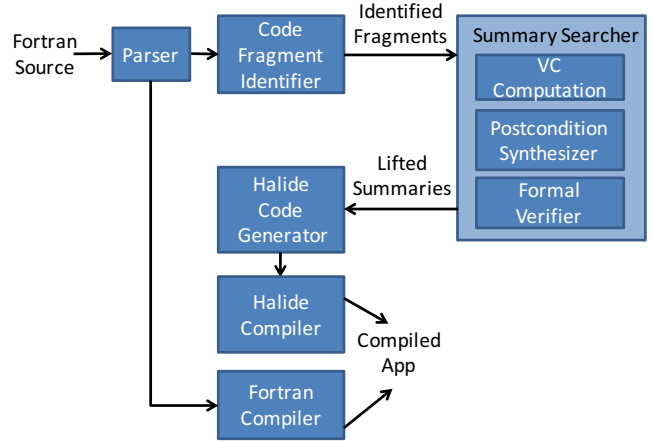 Fortran
Source
Parser
Code
Fragment
Identifier
Identified
Fragments
Summary Searcher
VC
Computation
Postcondition
Synthesizer
Formal
Verifier
Lifted
Summaries
Halide
Code
Generator
Halide
Compiler
Compiled
App
Fortran
Compiler